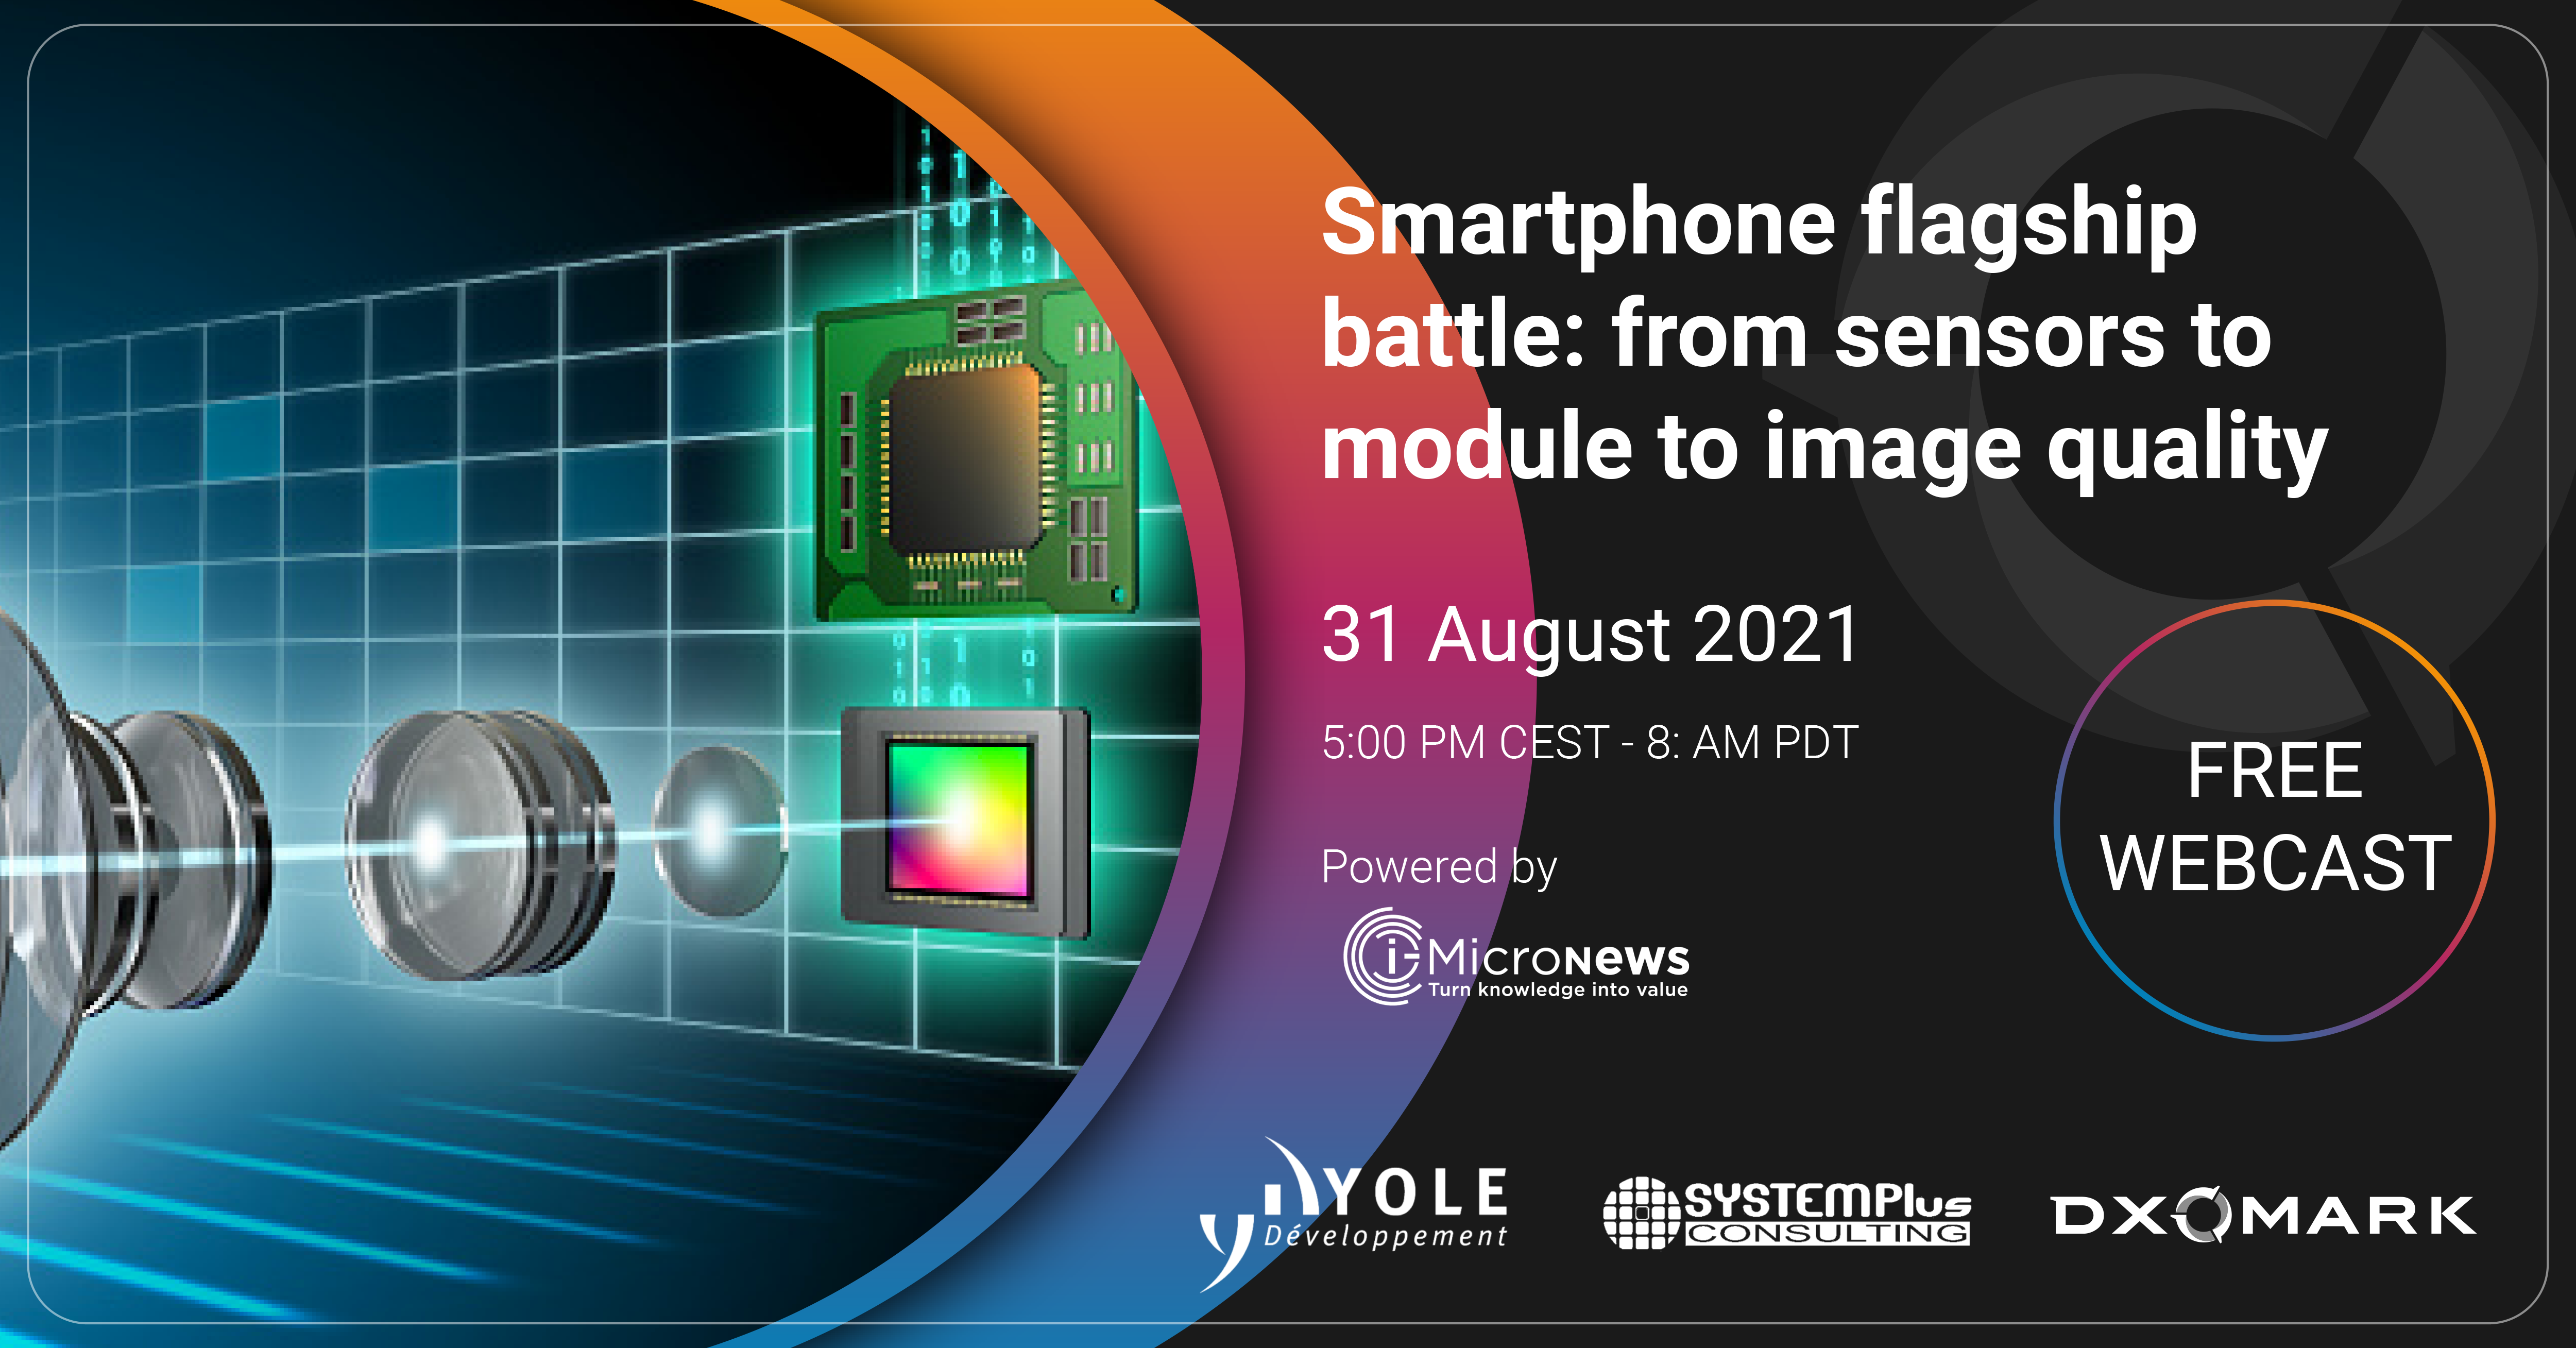 Smartphone flagship
battle: from sensors to
module to image quality
31 August 2021
5:00 PM CEST - 8: AM PDT
FREE
WEBCAST
Powered by
i-MicroNews
Turn knowledge into value
YOLE
Développement
SYSTEMPlus
CONSULTING
DXOMARK